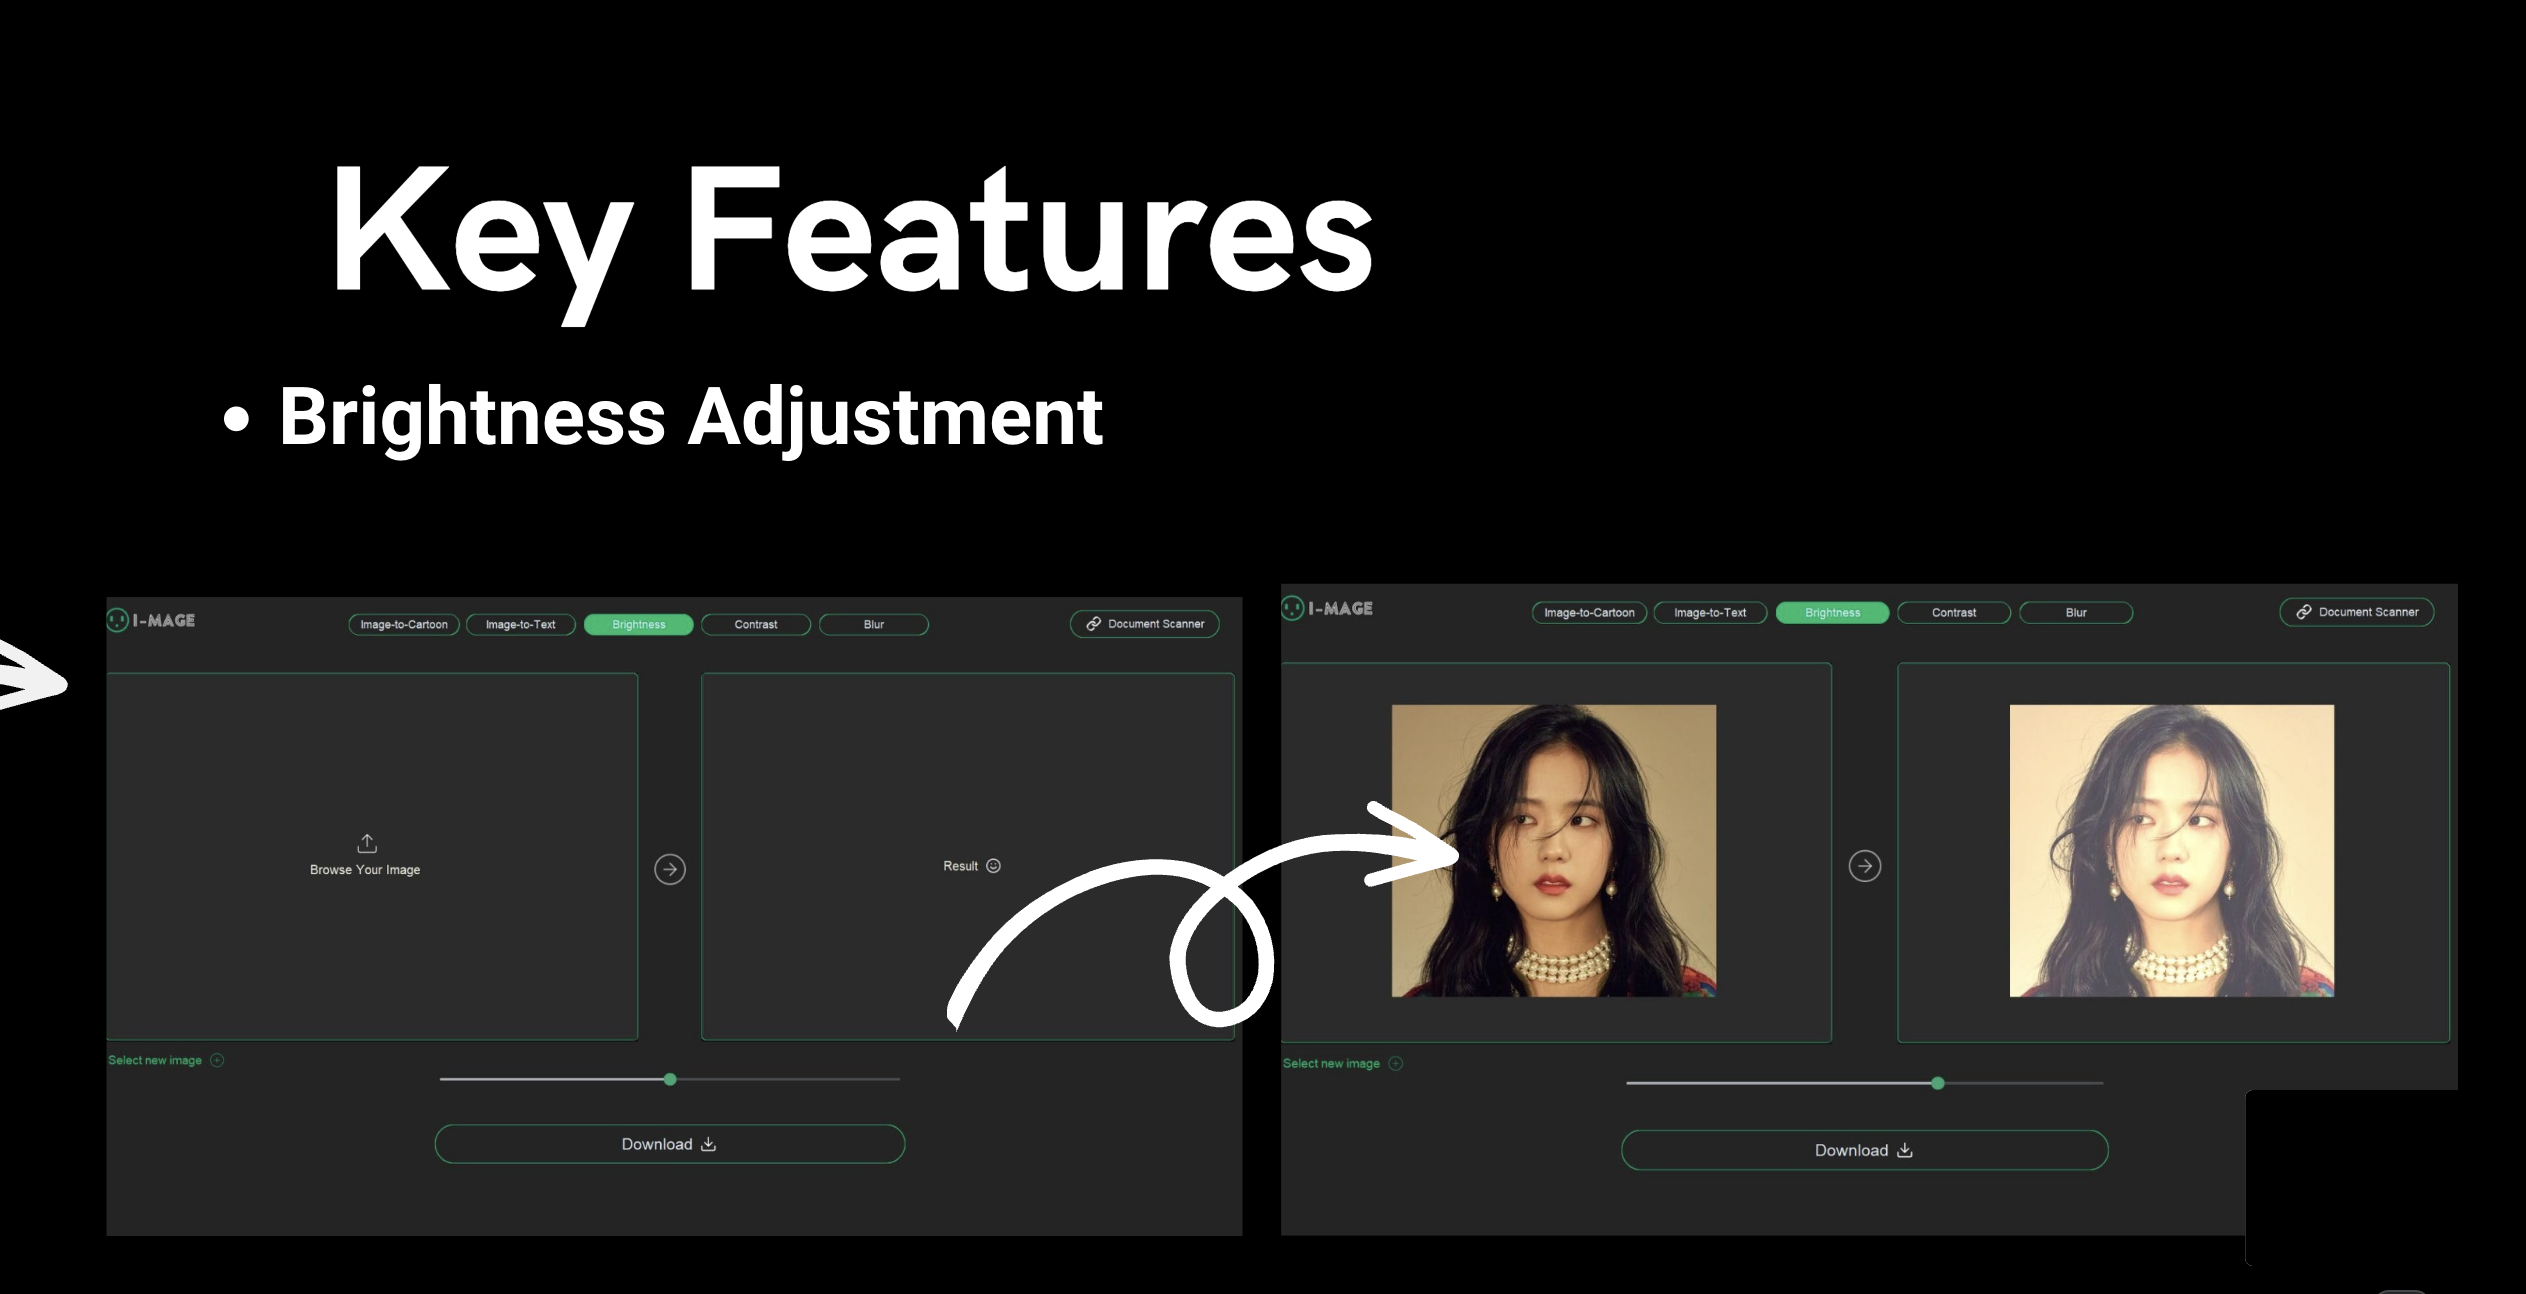 Key Features
• Brightness Adjustment
I-MAGE
Image-to-Cartoon
Image-to-Text
Brightness
Contrast
Blur
Document Scanner
Browse Your Image
Result
Select new image
Download
I-MAGE
Image-to-Cartoon
Image-to-Text
Brightness
Contrast
Blur
Document Scanner
Select new image
Download